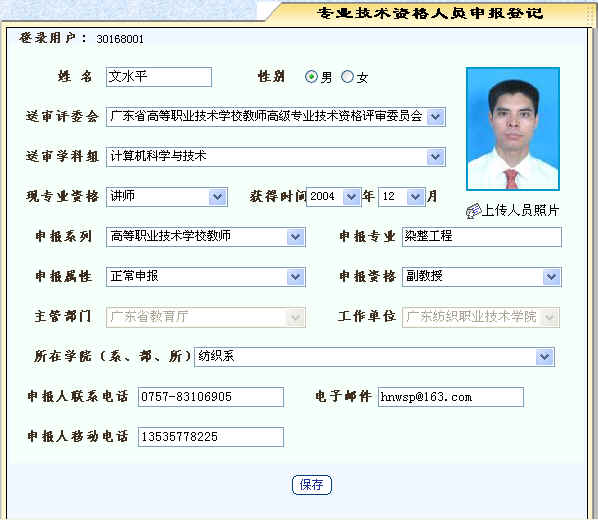 专业技术资格人员申报登记
登录用户： 30168001
姓 名 文水平 性别 男 女
送审评委会 广东省高等职业技术学校教师高级专业技术资格评审委员会
送审学科组 计算机科学与技术
现专业资格 讲师 获得时间 2004 年 12 月
上传人员照片
申报系列 高等职业技术学校教师 申报专业 染整工程
申报属性 正常申报 申报资格 副教授
主管部门 广东省教育厅 工作单位 广东纺织职业技术学院
所在学院（系、部、所） 纺织系
申报人联系电话 0757-83106905 电子邮件 hnwsp@163.com
申报人移动电话 13535778225
保存